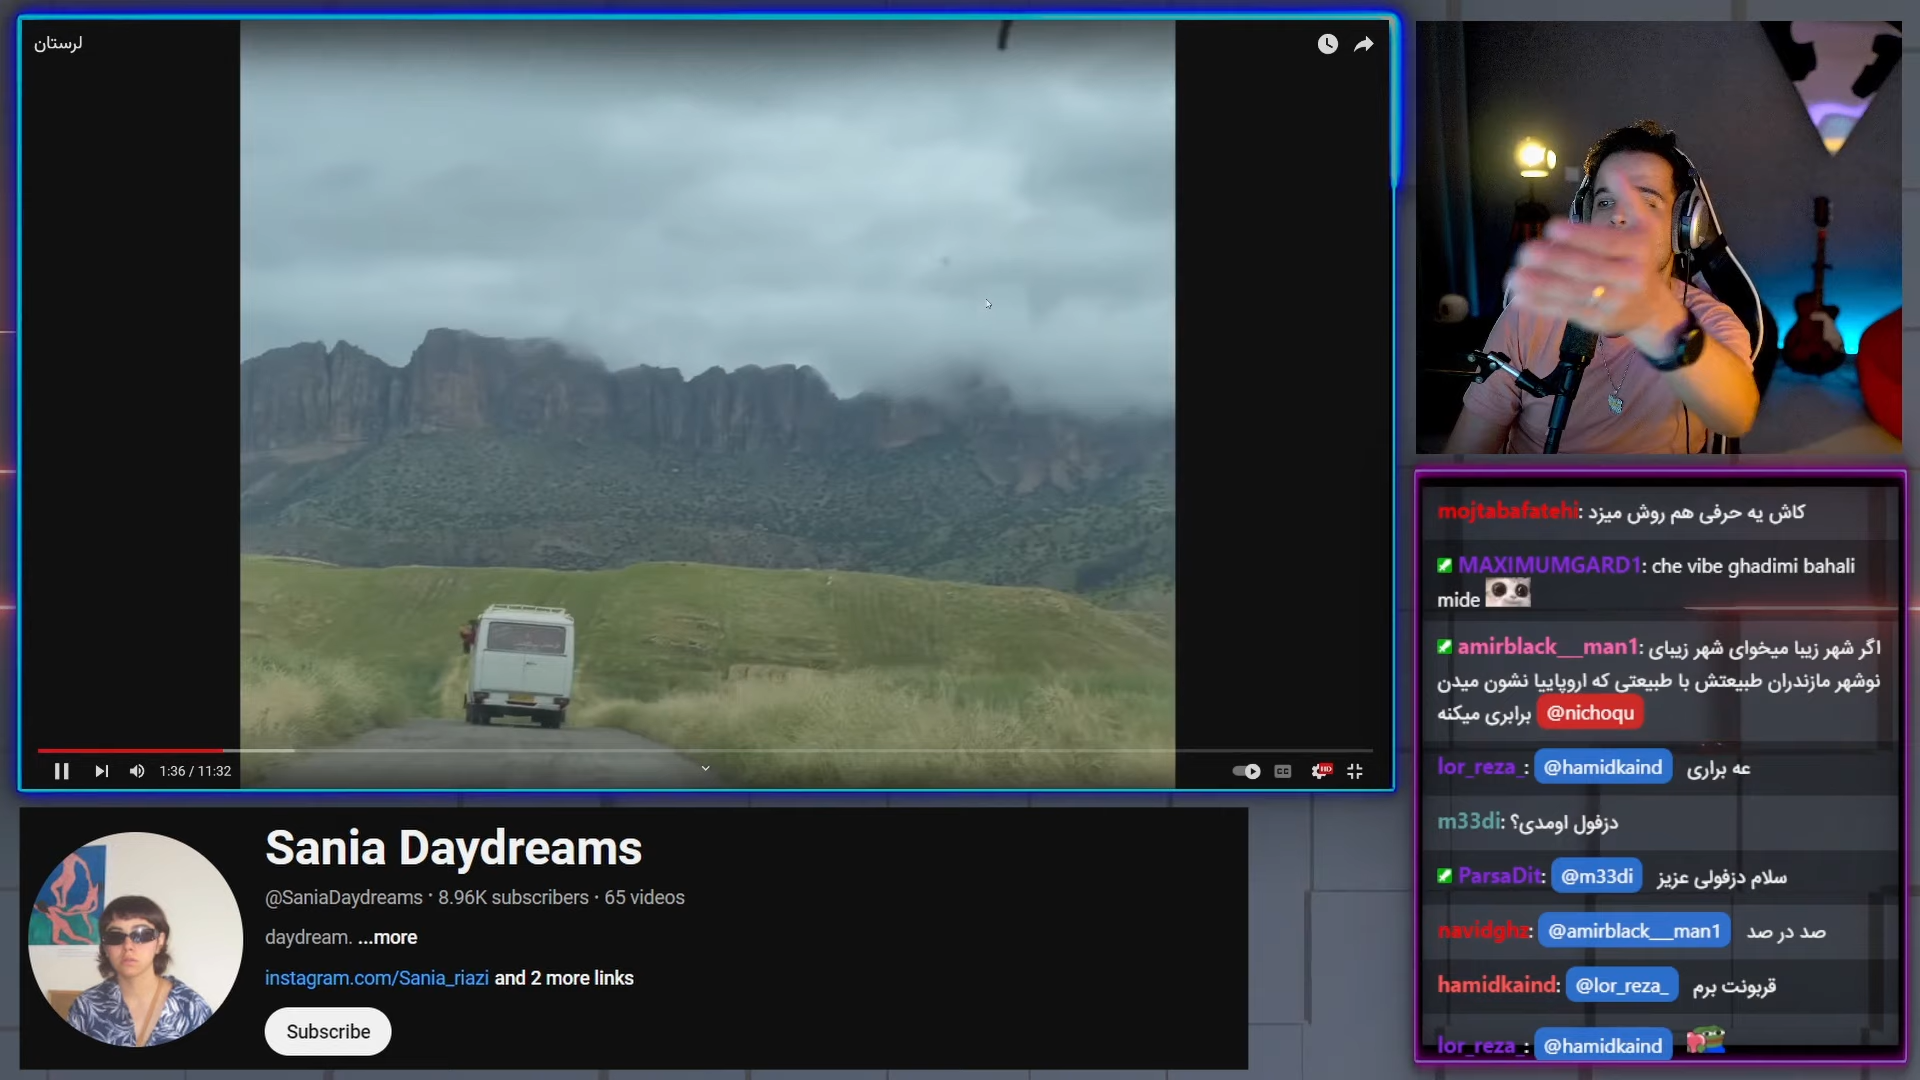 لرستان
1:36 / 11:32
CC
HD
Sania Daydreams
@SaniaDaydreams · 8.96K subscribers · 65 videos
daydream. ...more
instagram.com/Sania_riazi and 2 more links
Subscribe
mojtabafatehi: کاش یه حرفی هم روش میزد
MAXIMUMGARD1: che vibe ghadimi bahali
mide
amirblack__man1: اگر شهر زیبا میخوای شهر زیبای
نوشهر مازندران طبیعتش با طبیعتی که اروپاییا نشون میدن
برابری میکنه @nichoqu
lor_reza_: @hamidkaind عه براری
m33di: دزفول اومدی؟
ParsaDit: @m33di سلام دزفولی عزیز
navidghz: @amirblack__man1 صد در صد
hamidkaind: @lor_reza_ قربونت برم
lor_reza_: @hamidkaind